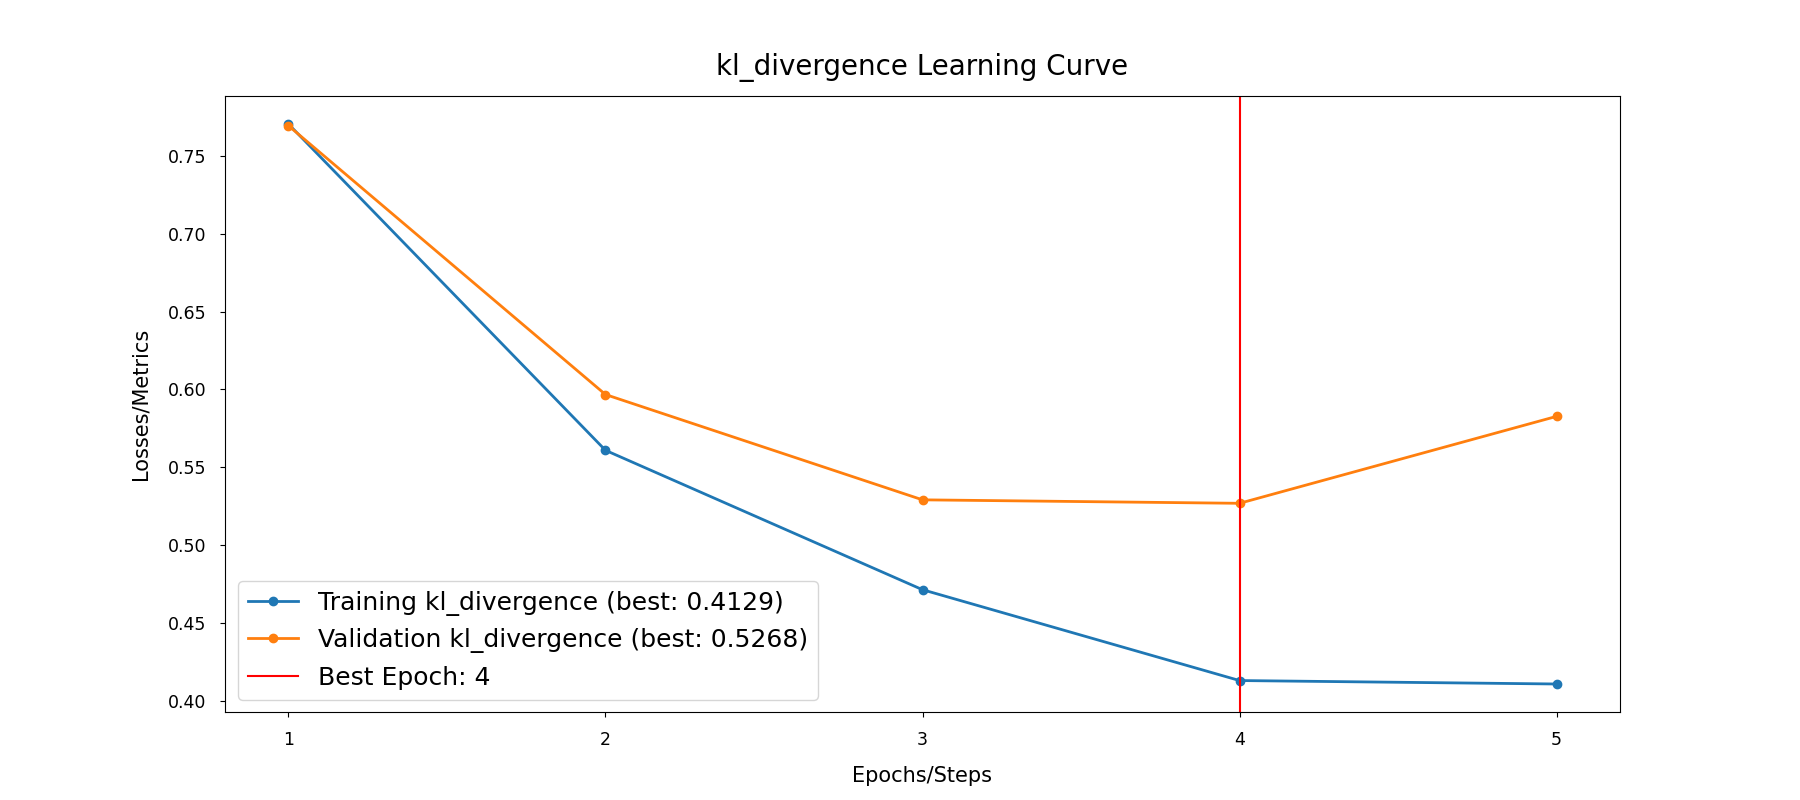 kl_divergence Learning Curve
0.75
0.70
0.65
0.60
0.55
0.50
0.45
0.40
Losses/Metrics
Training kl_divergence (best: 0.4129)
Validation kl_divergence (best: 0.5268)
Best Epoch: 4
1 2 3 4 5
Epochs/Steps